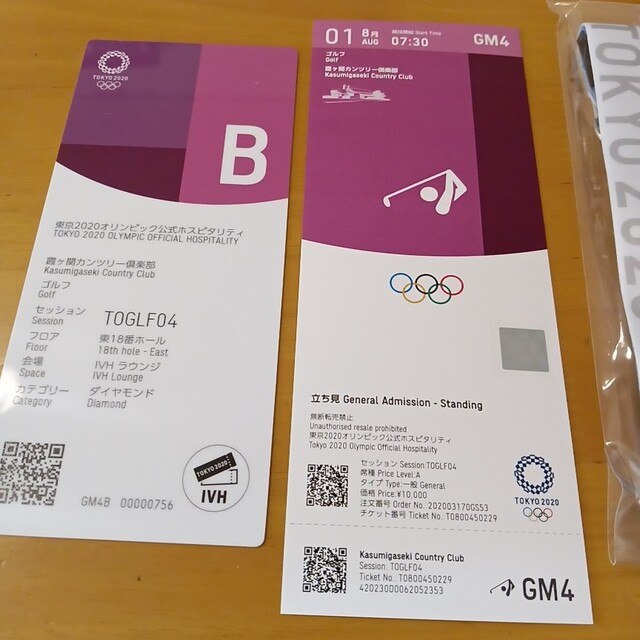 TOKYO 2020
B
東京2020オリンピック公式ホスピタリティ
TOKYO 2020 OLYMPIC OFFICIAL HOSPITALITY
霞ヶ関カンツリー倶楽部
Kasumigaseki Country Club
ゴルフ
Golf
セッション
Session
TOGLF04
フロア
Floor
東18番ホール
18th hole - East
会場
Space
IVH ラウンジ
IVH Lounge
カテゴリー
Category
ダイヤモンド
Diamond
TOKYO 2020
IVH
GM4B 00000756
01 8月 AUG
競技開始 Start Time
07:30
GM4
ゴルフ
Golf
霞ヶ関カンツリー倶楽部
Kasumigaseki Country Club
立ち見 General Admission - Standing
無断転売禁止
Unauthorised resale prohibited
東京2020オリンピック公式ホスピタリティ
Tokyo 2020 Olympic Official Hospitality
セッション Session:TOGLF04
席種 Price Level:A
タイプ Type:一般 General
価格 Price:¥10,000
注文番号 Order No. 202003170GS53
チケット番号 Ticket No. T0800450229
TOKYO 2020
Kasumigaseki Country Club
Session: TOGLF04
Ticket No. T0800450229
42023000062052353
GM4
TOKYO 2020